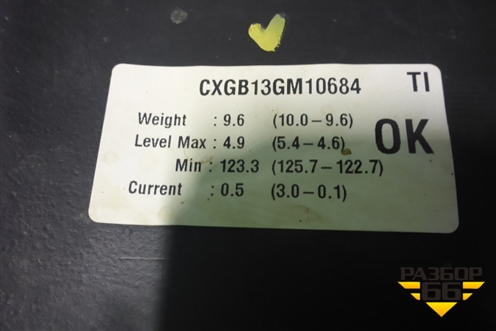 CXGB13GM10684 TI
Weight : 9.6 (10.0–9.6)
Level Max : 4.9 (5.4–4.6) OK
Min : 123.3 (125.7–122.7)
Current : 0.5 (3.0–0.1)
РАЗБОР
66